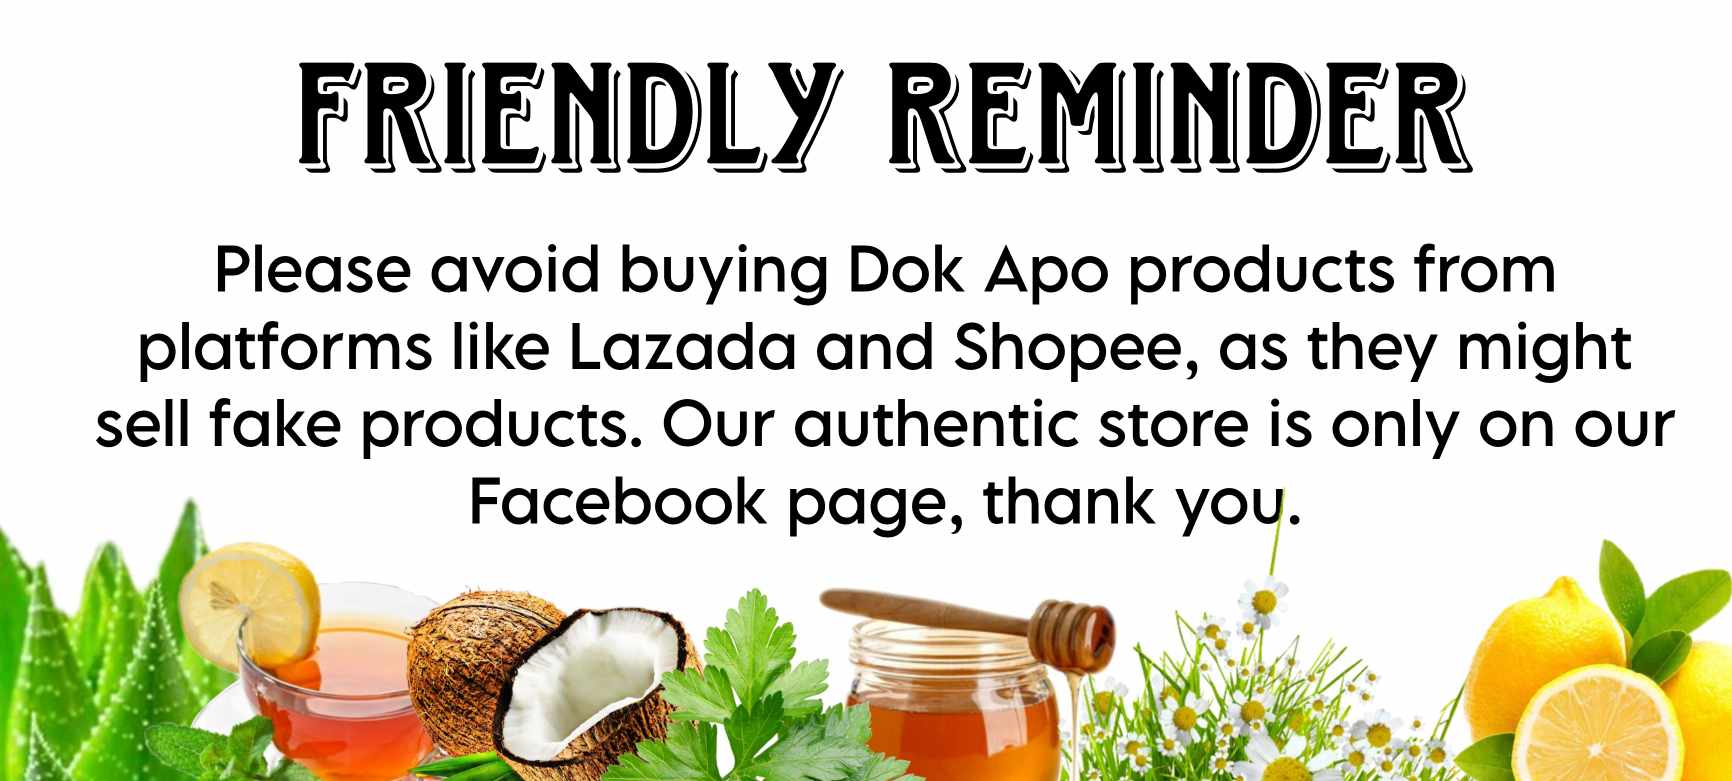 FRIENDLY REMINDER
Please avoid buying Dok Apo products from
platforms like Lazada and Shopee, as they might
sell fake products. Our authentic store is only on our
Facebook page, thank you.